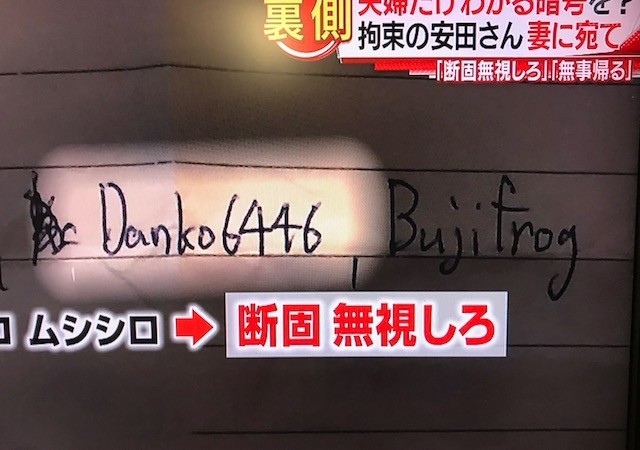 裏側
夫婦だけわかる暗号を？
拘束の安田さん 妻に宛て
「断固無視しろ」「無事帰る」
Danko6446, Bujifrog
ロ ムシシロ ➡ 断固 無視しろ